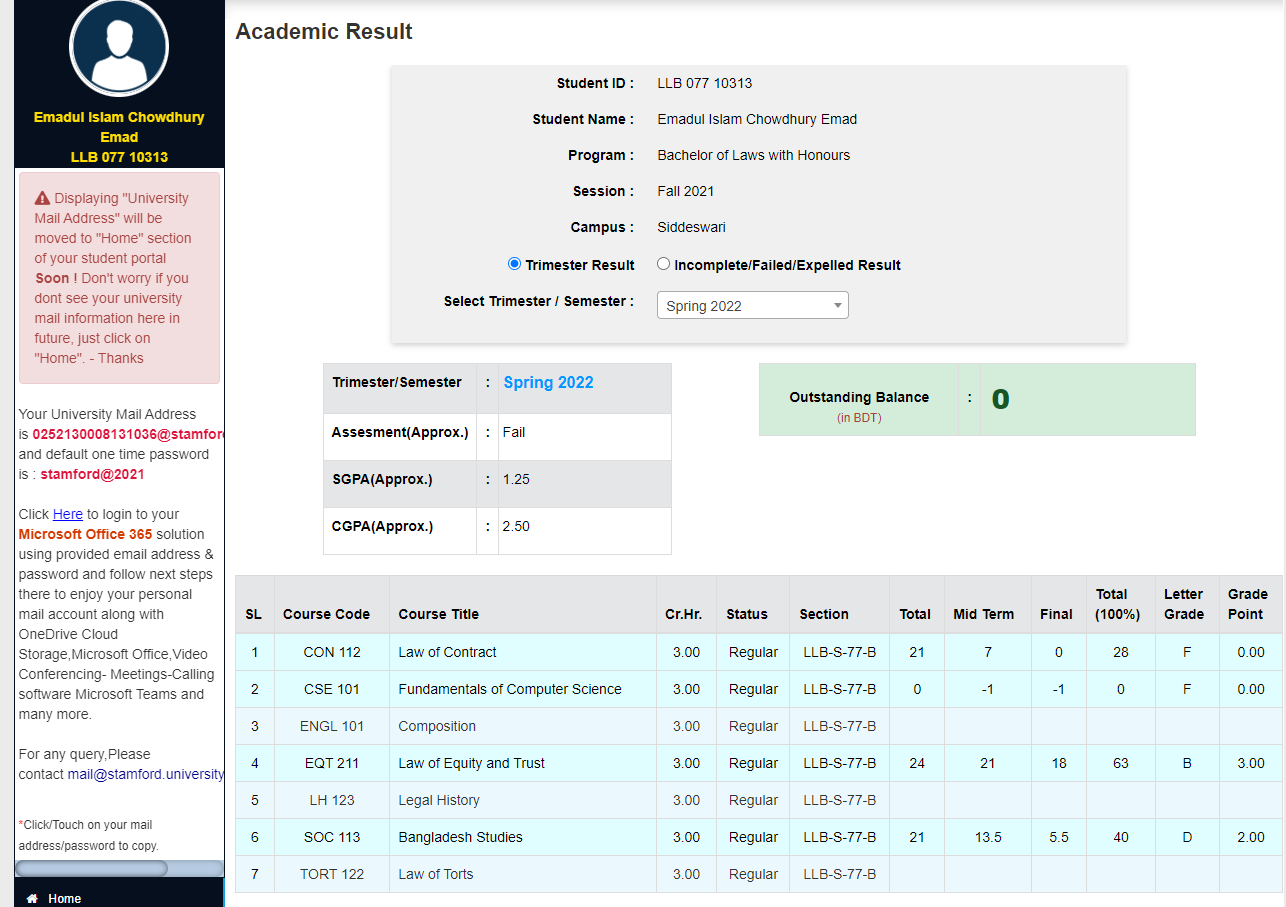 Emadul Islam Chowdhury
Emad
LLB 077 10313
Displaying "University
Mail Address" will be
moved to "Home" section
of your student portal
Soon ! Don't worry if you
dont see your university
mail information here in
future, just click on
"Home". - Thanks
Your University Mail Address
is 0252130008131036@stamfor
and default one time password
is : stamford@2021
Click Here to login to your
Microsoft Office 365 solution
using provided email address &
password and follow next steps
there to enjoy your personal
mail account along with
OneDrive Cloud
Storage,Microsoft Office,Video
Conferencing- Meetings-Calling
software Microsoft Teams and
many more.
For any query,Please
contact mail@stamford.university
*Click/Touch on your mail
address/password to copy.
Home
Academic Result
Student ID : LLB 077 10313
Student Name : Emadul Islam Chowdhury Emad
Program : Bachelor of Laws with Honours
Session : Fall 2021
Campus : Siddeswari
Trimester Result Incomplete/Failed/Expelled Result
Select Trimester / Semester : Spring 2022
Trimester/Semester : Spring 2022
Assesment(Approx.) : Fail
SGPA(Approx.) : 1.25
CGPA(Approx.) : 2.50
Outstanding Balance : 0
(in BDT)
SL Course Code Course Title Cr.Hr. Status Section Total Mid Term Final Total (100%) Letter Grade Grade Point
1 CON 112 Law of Contract 3.00 Regular LLB-S-77-B 21 7 0 28 F 0.00
2 CSE 101 Fundamentals of Computer Science 3.00 Regular LLB-S-77-B 0 -1 -1 0 F 0.00
3 ENGL 101 Composition 3.00 Regular LLB-S-77-B
4 EQT 211 Law of Equity and Trust 3.00 Regular LLB-S-77-B 24 21 18 63 B 3.00
5 LH 123 Legal History 3.00 Regular LLB-S-77-B
6 SOC 113 Bangladesh Studies 3.00 Regular LLB-S-77-B 21 13.5 5.5 40 D 2.00
7 TORT 122 Law of Torts 3.00 Regular LLB-S-77-B